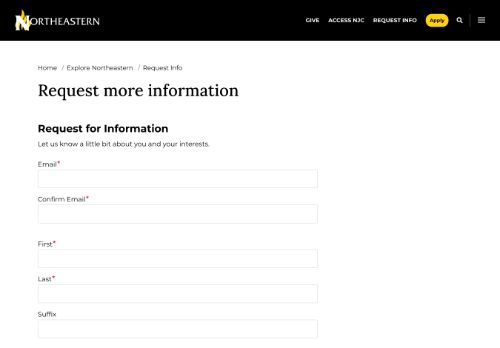 NORTHEASTERN
GIVE ACCESS NJC REQUEST INFO Apply
Home / Explore Northeastern / Request Info
Request more information
Request for Information
Let us know a little bit about you and your interests.
Email*
Confirm Email*
First*
Last*
Suffix